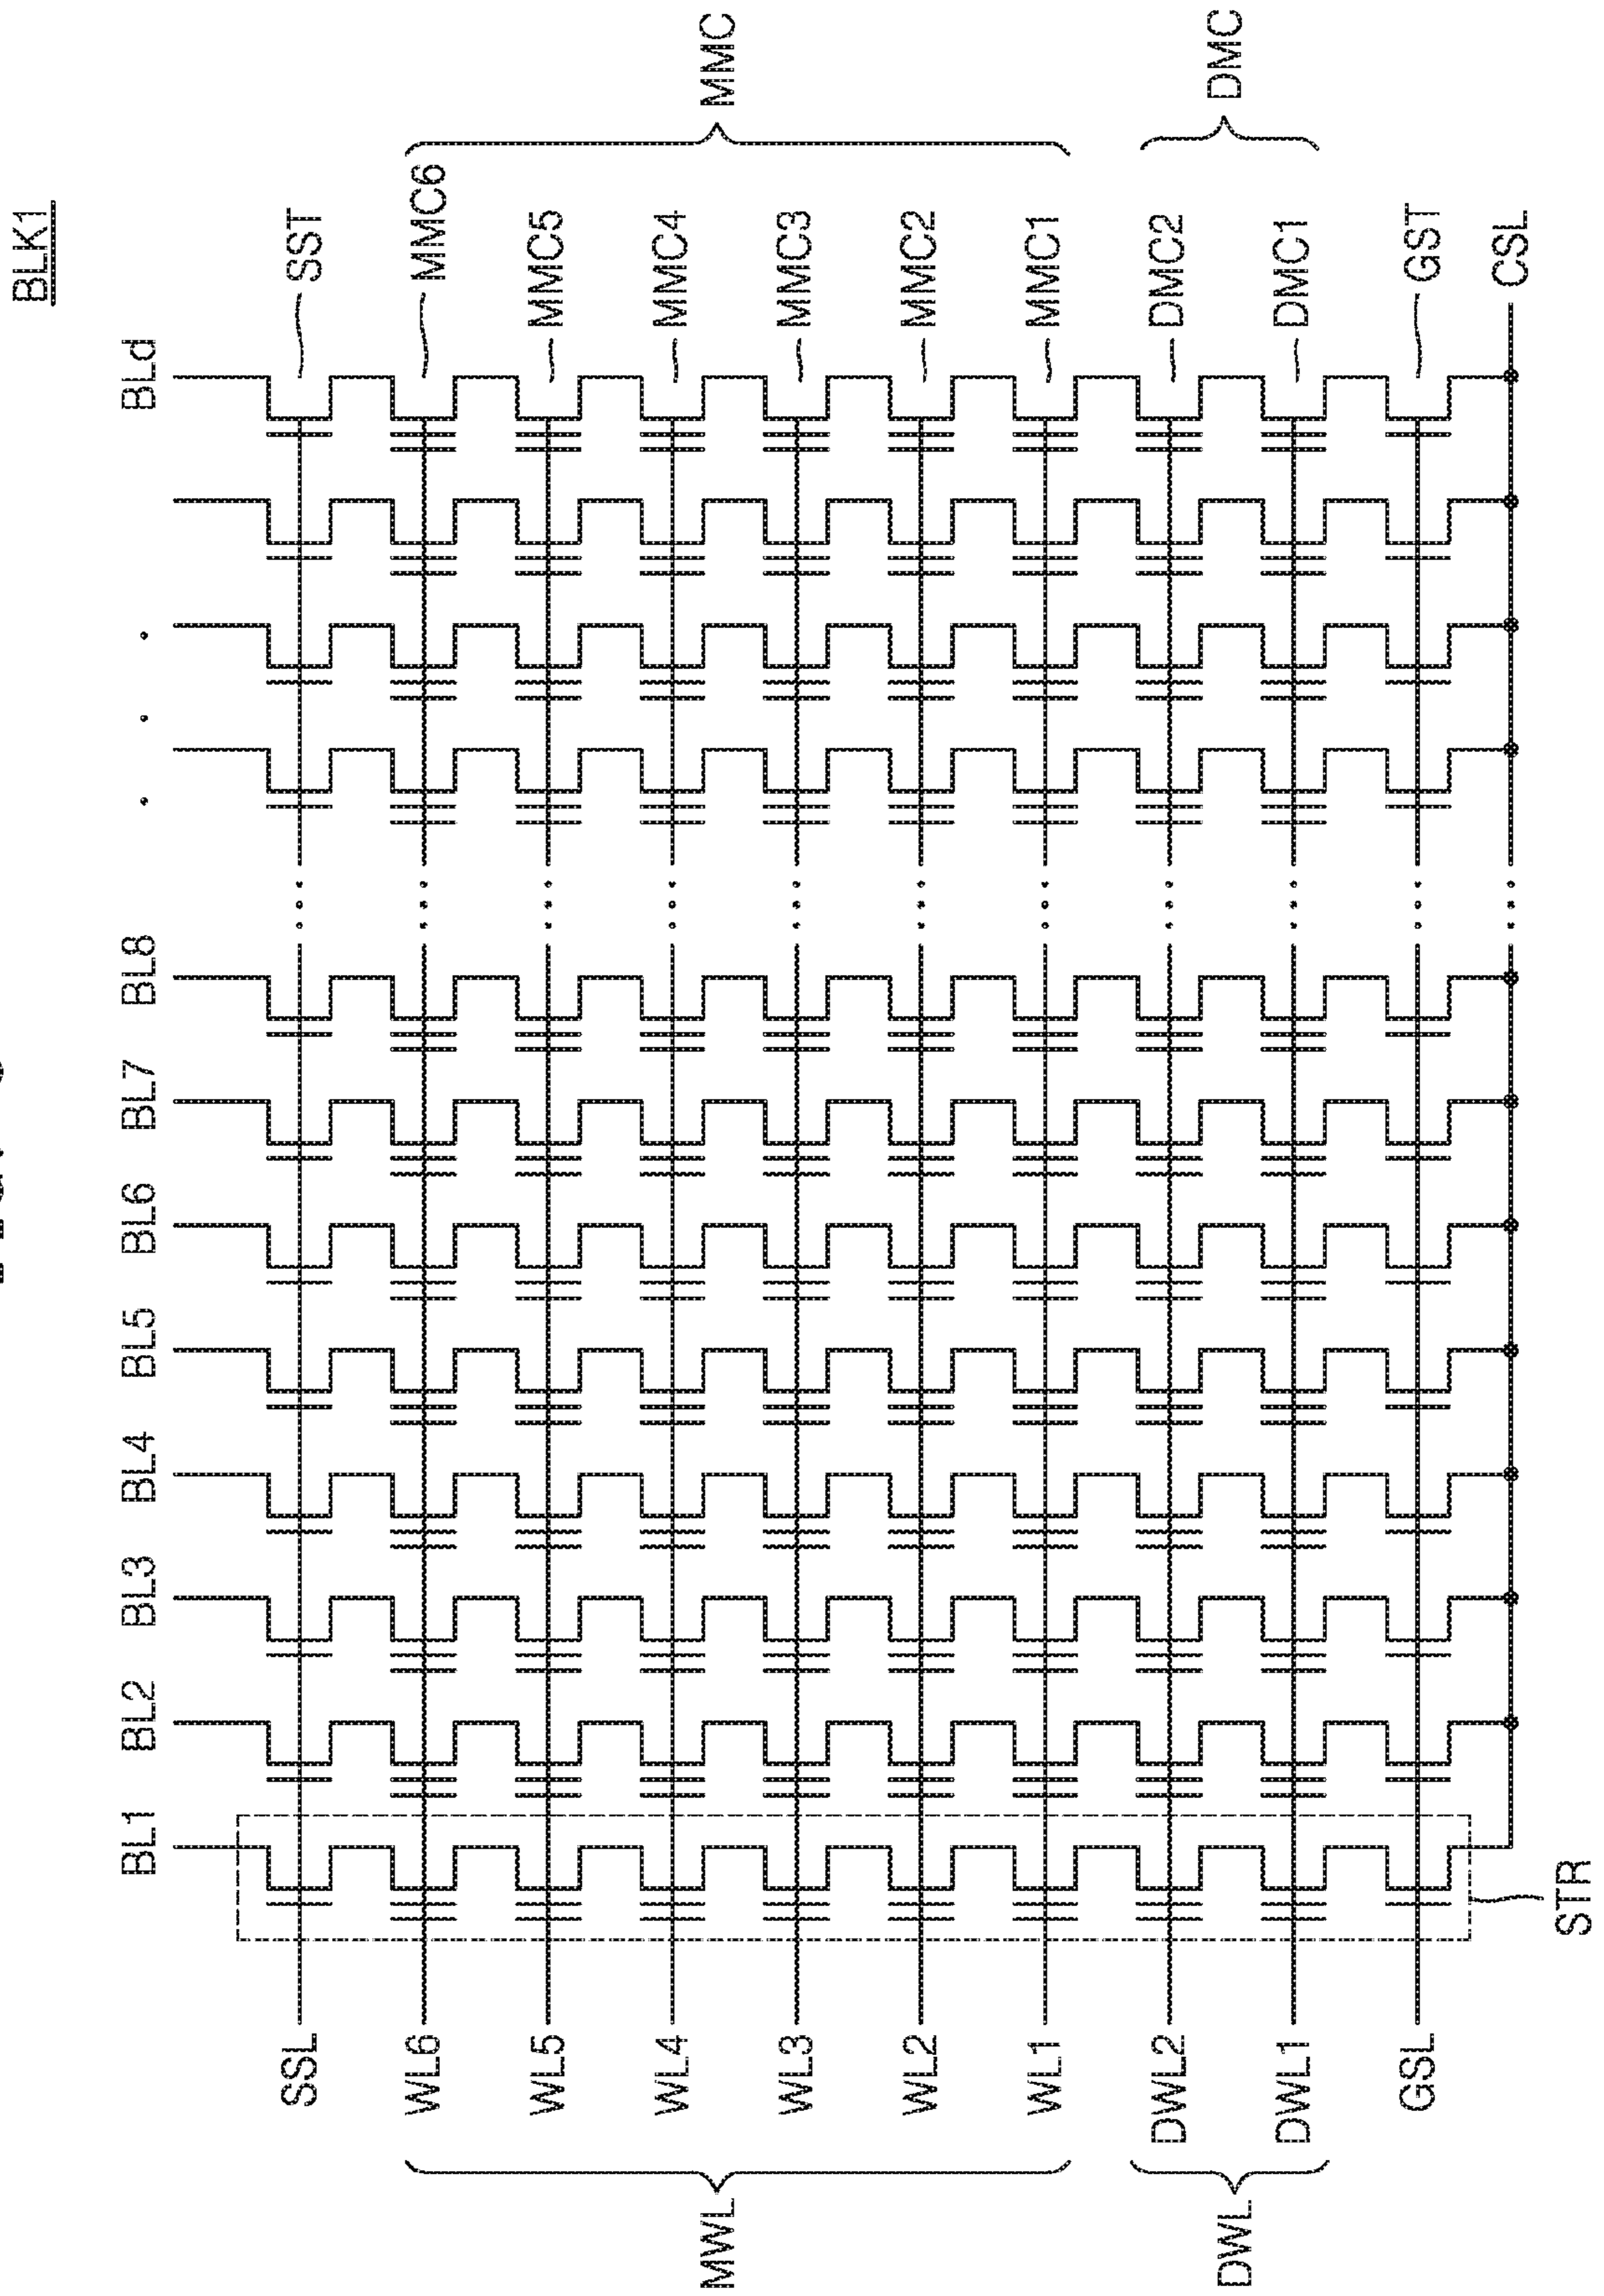 BLK1
BL1 BL2 BL3 BL4 BL5 BL6 BL7 BL8 . . . BLd
SSL SST
WL6 MMC6
WL5 MMC5
WL4 MMC4
MWL MMC
WL3 MMC3
WL2 MMC2
WL1 MMC1
DWL2 DMC2
DWL DMC
DWL1 DMC1
GSL GST
CSL
STR